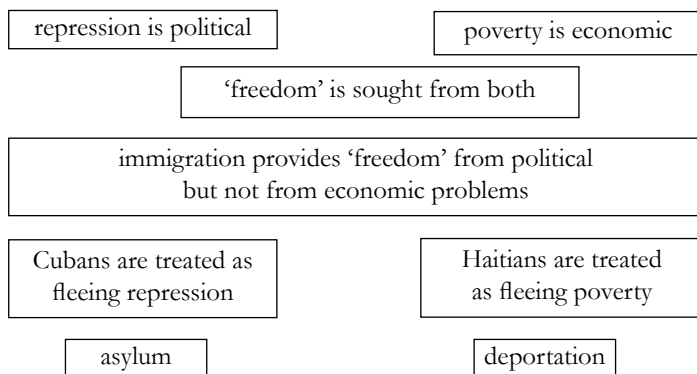 repression is political
poverty is economic
‘freedom’ is sought from both
immigration provides ‘freedom’ from political
but not from economic problems
Cubans are treated as
fleeing repression
Haitians are treated
as fleeing poverty
asylum
deportation